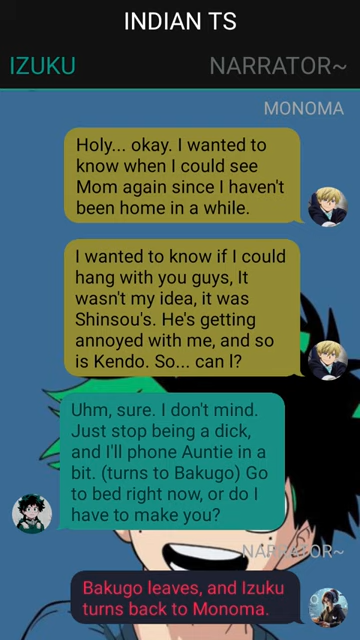 INDIAN TS
IZUKU
NARRATOR~
MONOMA
Holy... okay. I wanted to
know when I could see
Mom again since I haven't
been home in a while.
I wanted to know if I could
hang with you guys, It
wasn't my idea, it was
Shinsou's. He's getting
annoyed with me, and so
is Kendo. So... can I?
Uhm, sure. I don't mind.
Just stop being a dick,
and I'll phone Auntie in a
bit. (turns to Bakugo) Go
to bed right now, or do I
have to make you?
NARRATOR~
Bakugo leaves, and Izuku
turns back to Monoma.